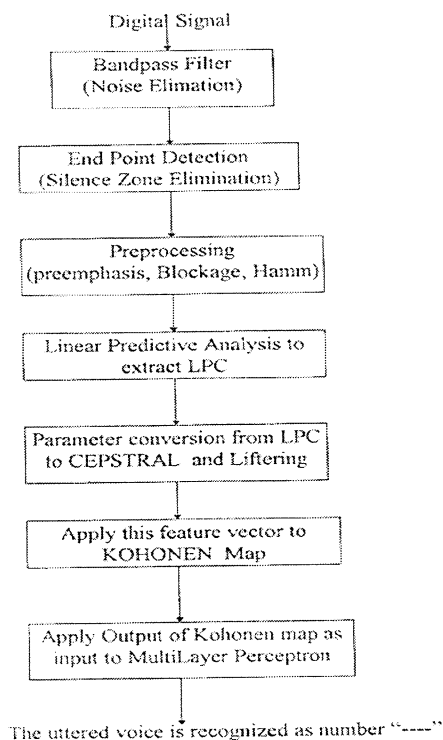 Digital Signal
Bandpass Filter
(Noise Elimation)
End Point Detection
(Silence Zone Elimination)
Preprocessing
(preemphasis, Blockage, Hamm)
Linear Predictive Analysis to
extract LPC
Parameter conversion from LPC
to CEPSTRAL and Liftering
Apply this feature vector to
KOHONEN Map
Apply Output of Kohonen map as
input to MultiLayer Perceptron
The uttered voice is recognized as number “----”